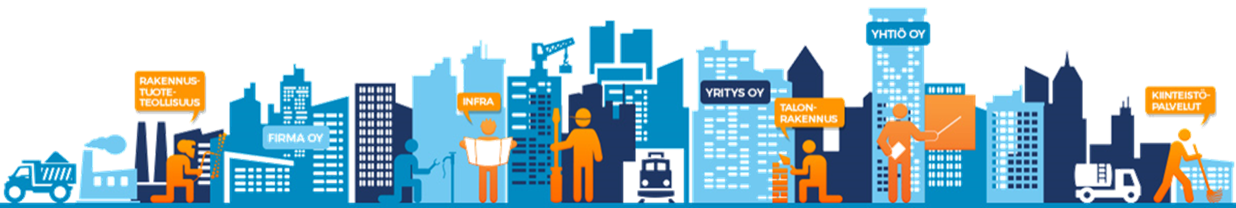 RAKENNUS-
TUOTE-
TEOLLISUUS
FIRMA OY
INFRA
YRITYS OY
TALON-
RAKENNUS
YHTIÖ OY
KIINTEISTÖ-
PALVELUT